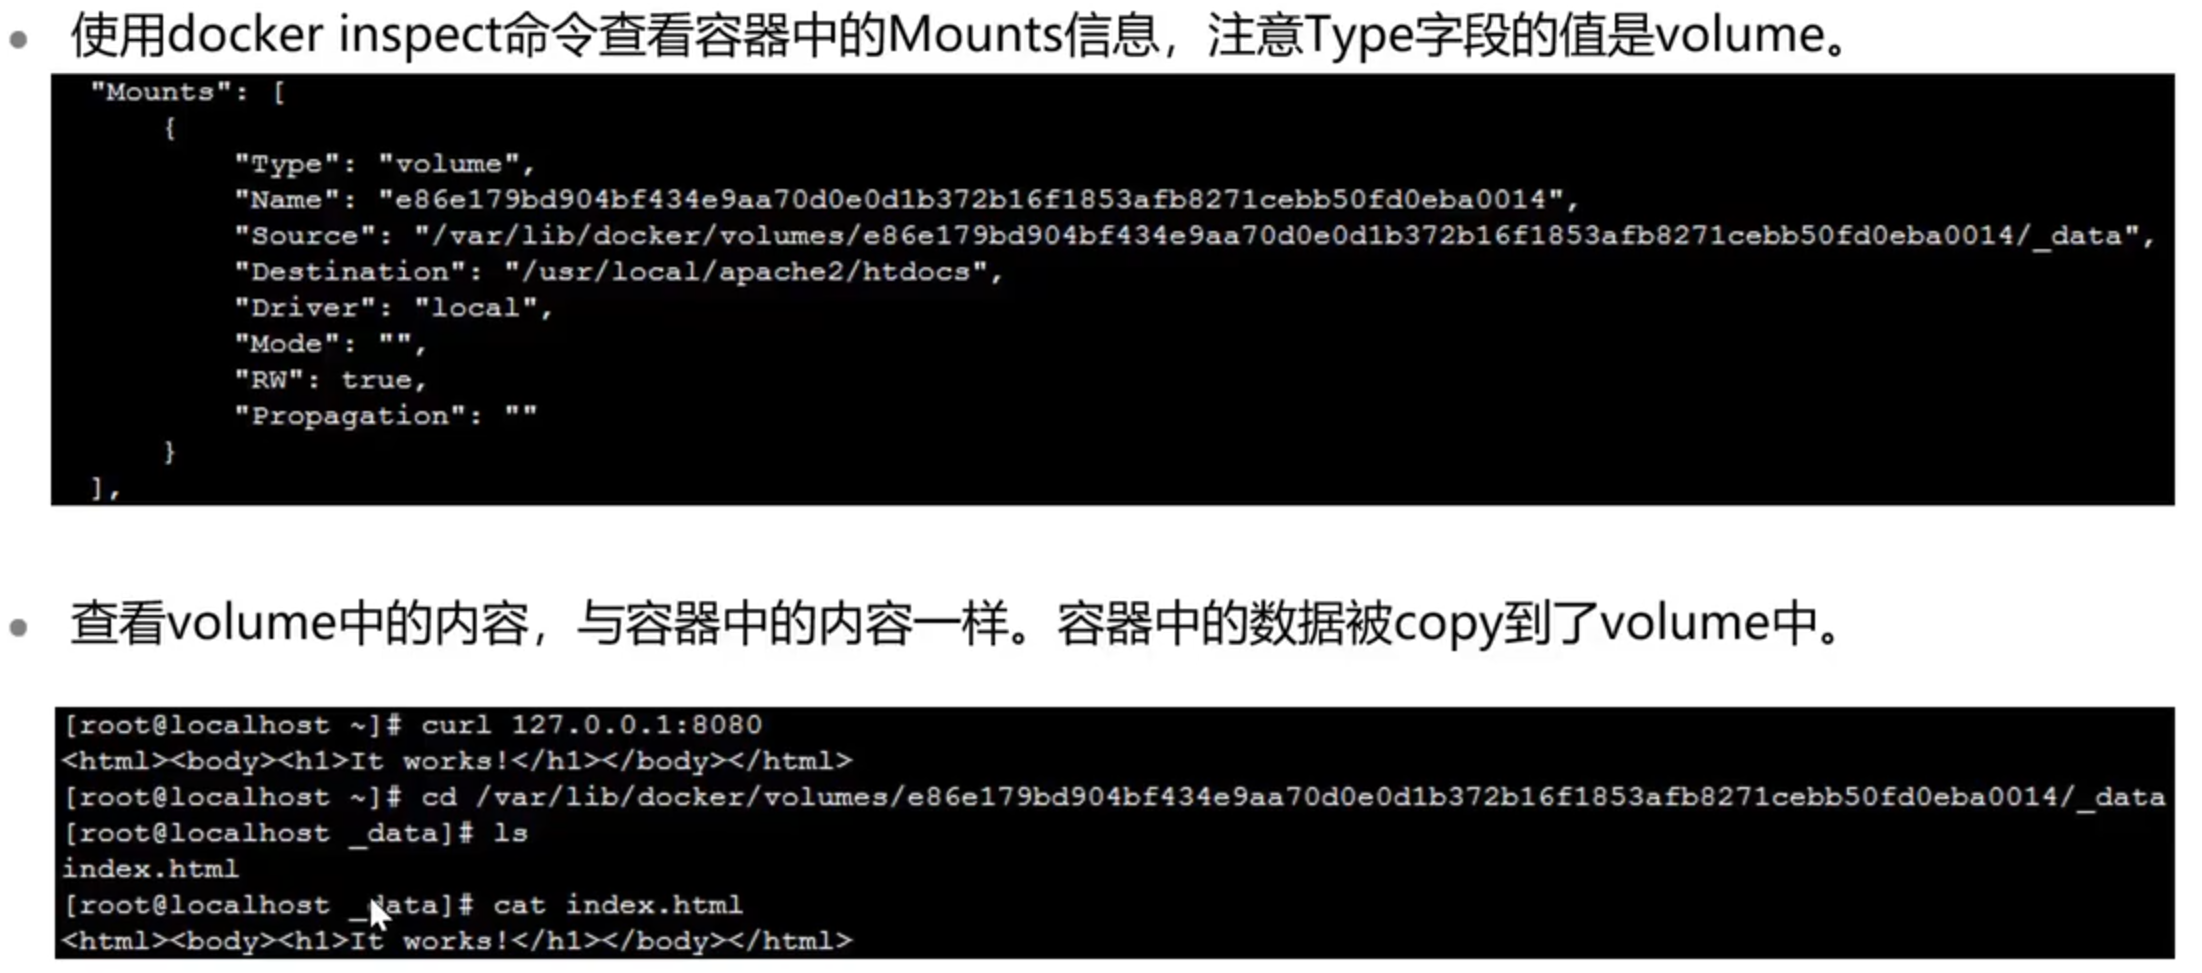 使用docker inspect命令查看容器中的Mounts信息，注意Type字段的值是volume。
"Mounts": [
{
"Type": "volume",
"Name": "e86e179bd904bf434e9aa70d0e0d1b372b16f1853afb8271cebb50fd0eba0014",
"Source": "/var/lib/docker/volumes/e86e179bd904bf434e9aa70d0e0d1b372b16f1853afb8271cebb50fd0eba0014/_data",
"Destination": "/usr/local/apache2/htdocs",
"Driver": "local",
"Mode": "",
"RW": true,
"Propagation": ""
}
],
查看volume中的内容，与容器中的内容一样。容器中的数据被copy到了volume中。
[root@localhost ~]# curl 127.0.0.1:8080
<html><body><h1>It works!</h1></body></html>
[root@localhost ~]# cd /var/lib/docker/volumes/e86e179bd904bf434e9aa70d0e0d1b372b16f1853afb8271cebb50fd0eba0014/_data
[root@localhost _data]# ls
index.html
[root@localhost _data]# cat index.html
<html><body><h1>It works!</h1></body></html>